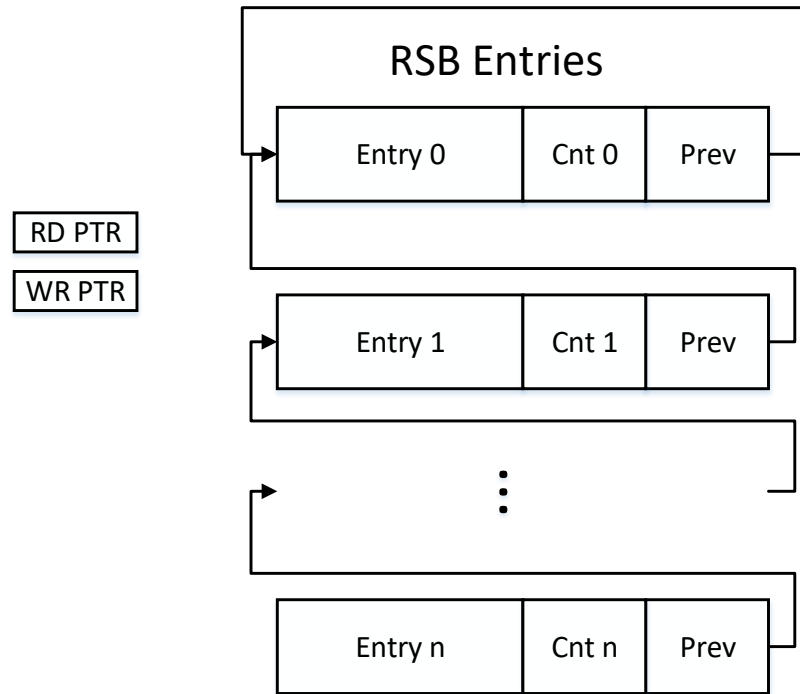 RSB Entries
Entry 0 Cnt 0 Prev
RD PTR
WR PTR
Entry 1 Cnt 1 Prev
Entry n Cnt n Prev